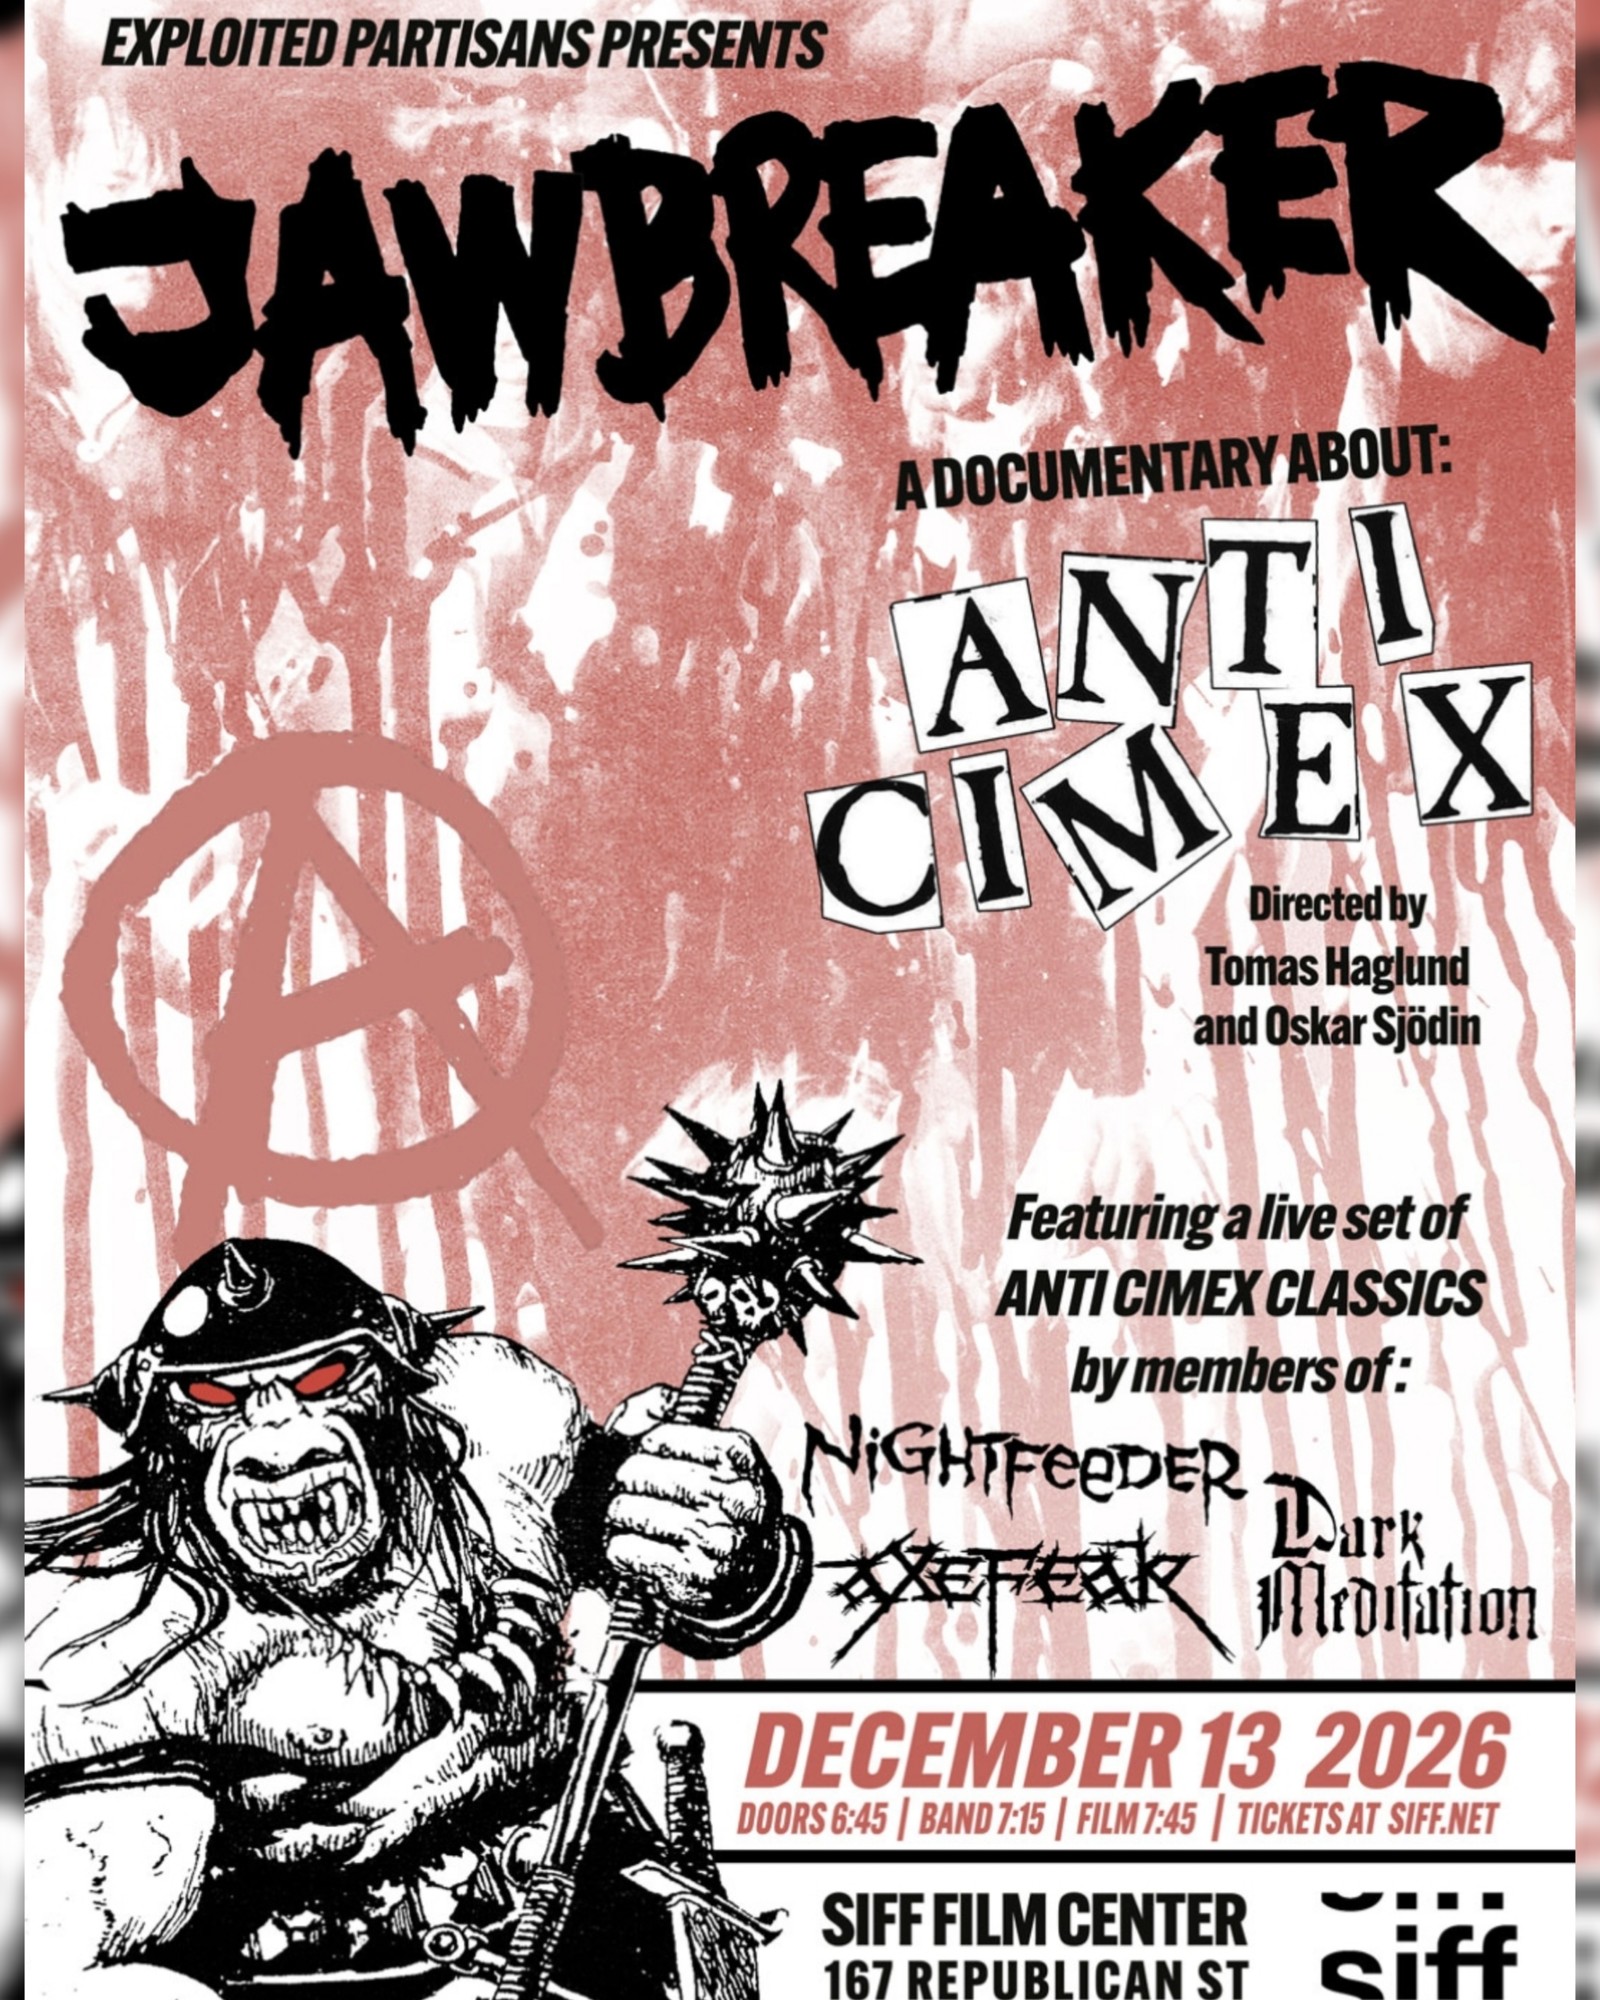 EXPLOITED PARTISANS PRESENTS
JAWBREAKER
A DOCUMENTARY ABOUT:
ANTI
CIMEX
Directed by
Tomas Haglund
and Oskar Sjödin
Featuring a live set of
ANTI CIMEX CLASSICS
by members of:
NiGHTFeeDER
aXeFeaR
Dark
Meditation
DECEMBER 13 2026
DOORS 6:45 | BAND 7:15 | FILM 7:45 | TICKETS AT SIFF.NET
SIFF FILM CENTER
167 REPUBLICAN ST
siff